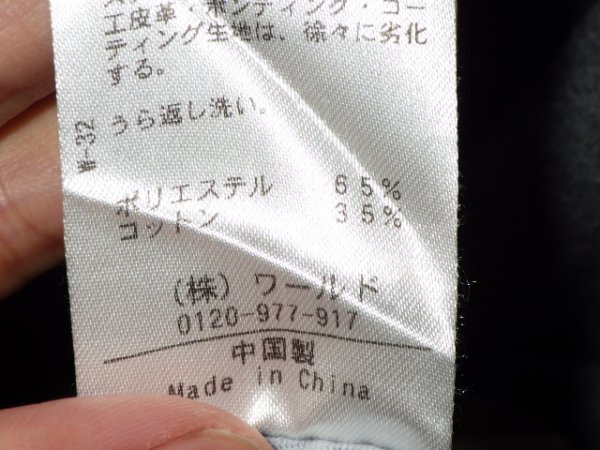 工皮革・ボンディング・コー
ティング生地は、徐々に劣化
する。
うら返し洗い。
W-32
ポリエステル 65%
コットン 35%
(株)ワールド
0120-977-917
中国製
Made in China